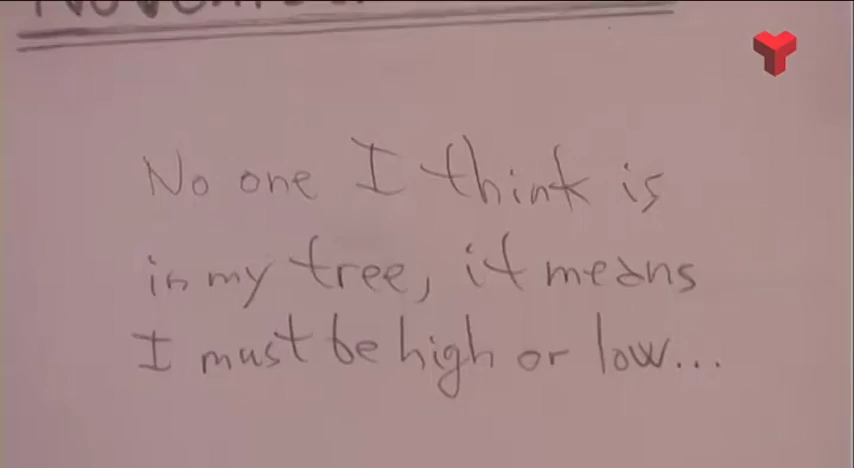 No one I think is
in my tree, it means
I must be high or low...